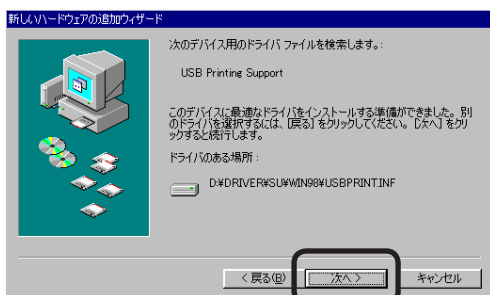 新しいハードウェアの追加ウィザード
次のデバイス用のドライバ ファイルを検索します。:
USB Printing Support
このデバイスに最適なドライバをインストールする準備ができました。別
のドライバを選択するには、[戻る] をクリックしてください。[次へ] をクリ
ックすると続行します。
ドライバのある場所:
D:¥DRIVER¥SU¥WIN98¥USBPRINT.INF
< 戻る(B)
次へ >
キャンセル